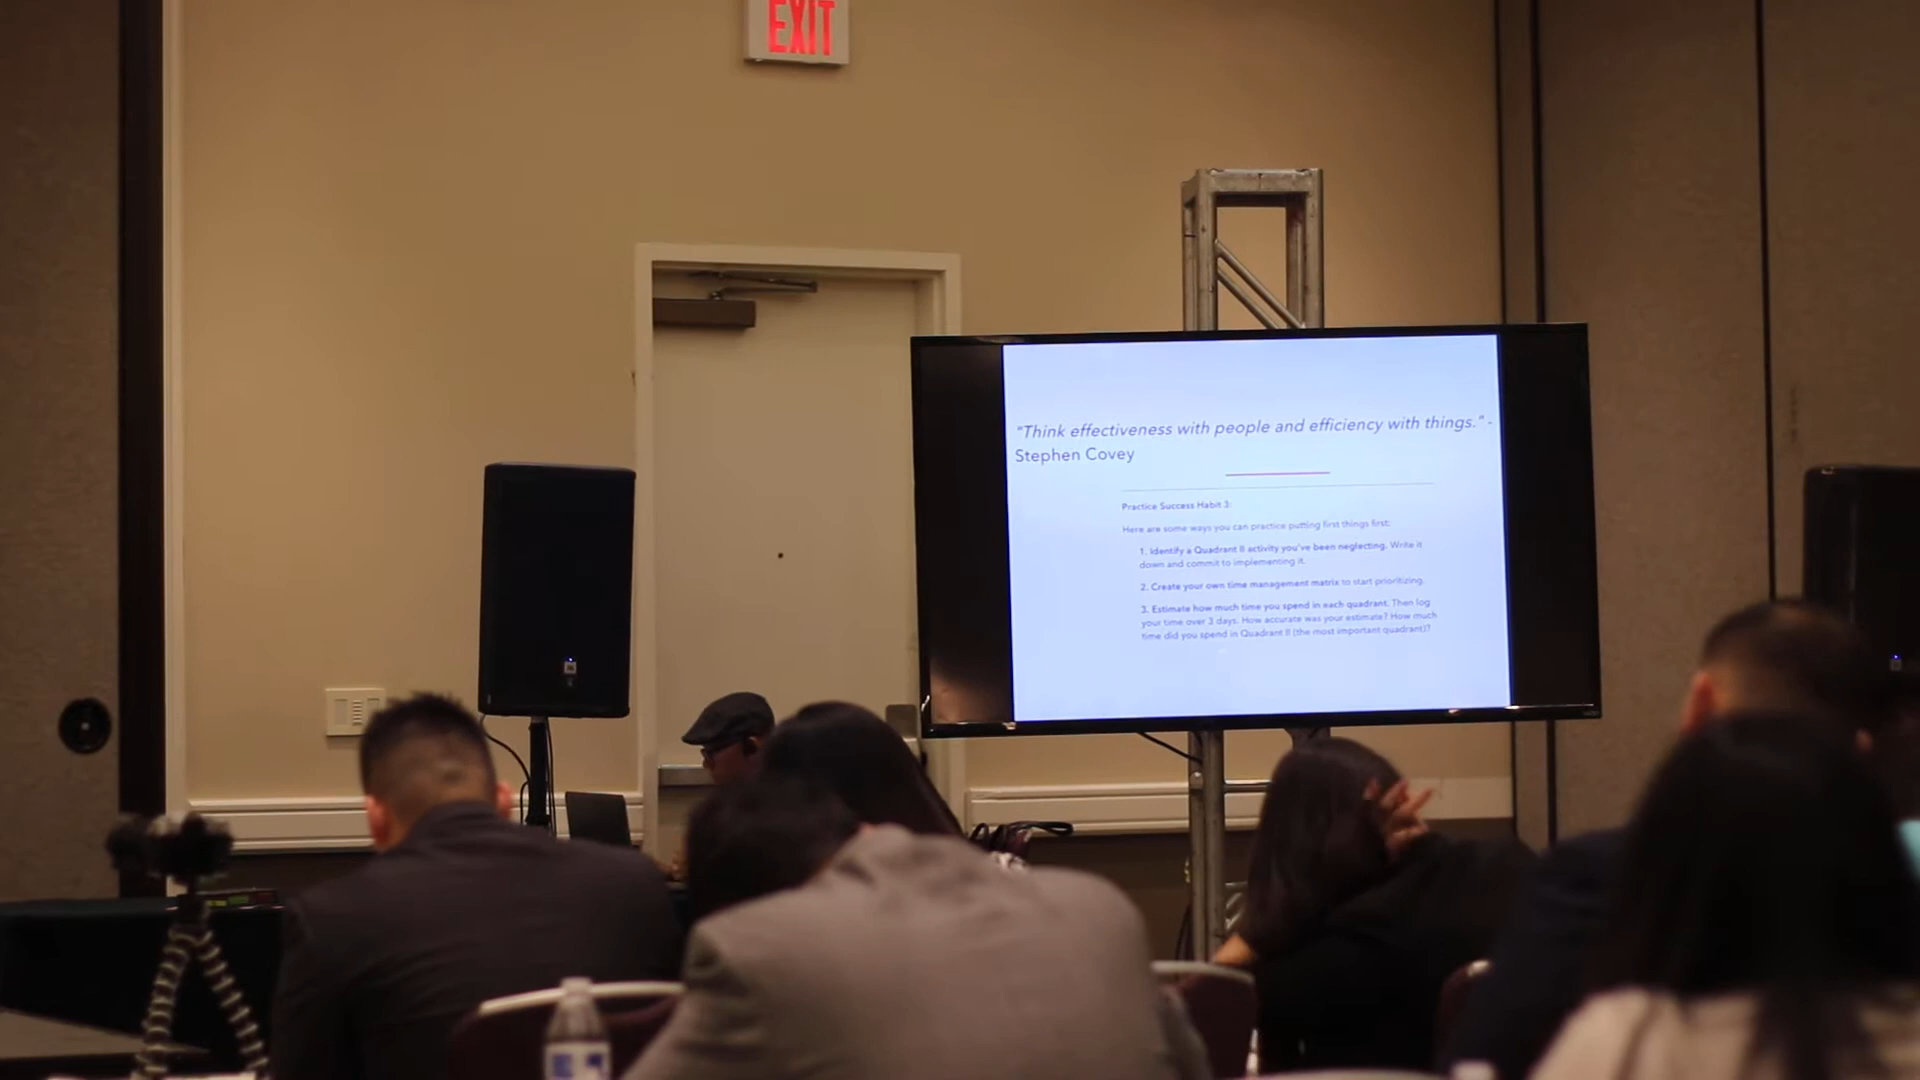 EXIT
"Think effectiveness with people and efficiency with things." -
Stephen Covey
Practice Success Habit 3:
Here are some ways you can practice putting first things first:
1. Identify a Quadrant II activity you've been neglecting. Write it
down and commit to implementing it.
2. Create your own time management matrix to start prioritizing.
3. Estimate how much time you spend in each quadrant. Then log
your time over 3 days. How accurate was your estimate? How much
time did you spend in Quadrant II (the most important quadrant)?